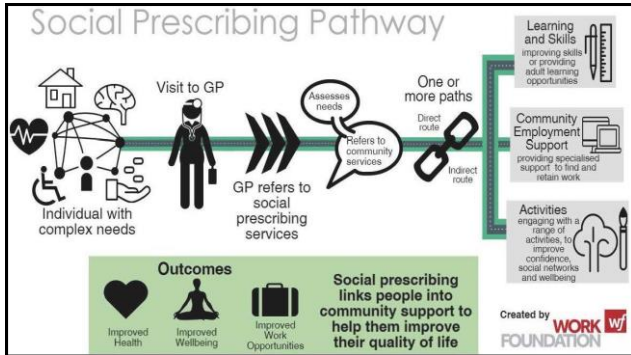 Social Prescribing Pathway
Individual with
complex needs
Visit to GP
GP refers to
social
prescribing
services
Assesses
needs
Refers to
community
services
One or
more paths
Direct
route
Indirect
route
Learning
and Skills
improving skills
or providing
adult learning
opportunities
Community
Employment
Support
providing specialised
support to find and
retain work
Activities
engaging with a
range of
activities, to
improve confidence,
social networks
and wellbeing
Outcomes
Improved
Health
Improved
Wellbeing
Improved
Work
Opportunities
Social prescribing
links people into
community support to
help them improve
their quality of life
Created by
WORK wf
FOUNDATION